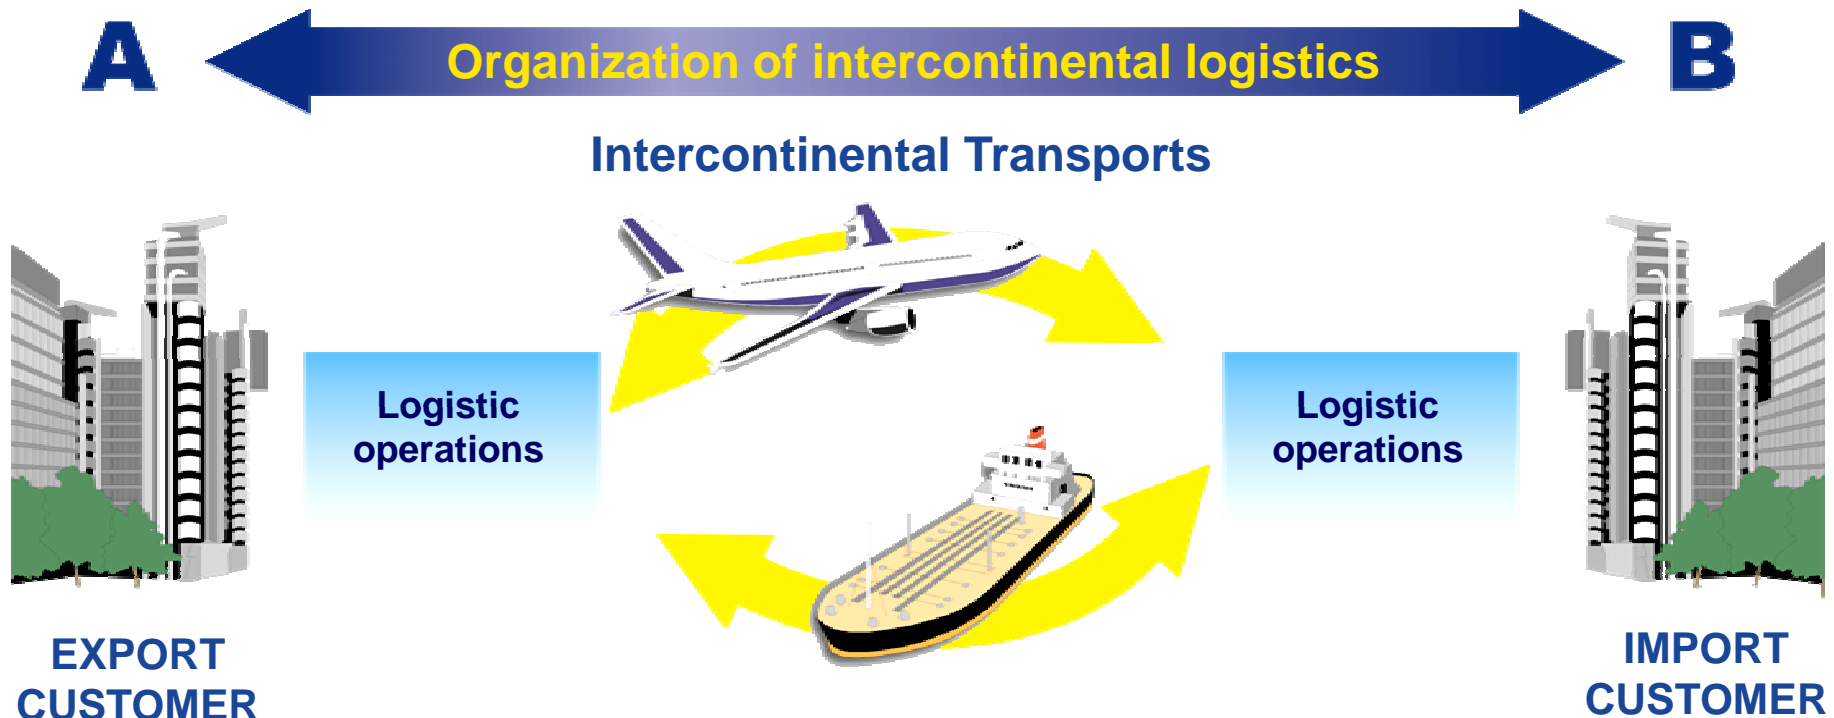 A
Organization of intercontinental logistics
B
Intercontinental Transports
Logistic
operations
Logistic
operations
EXPORT
CUSTOMER
IMPORT
CUSTOMER